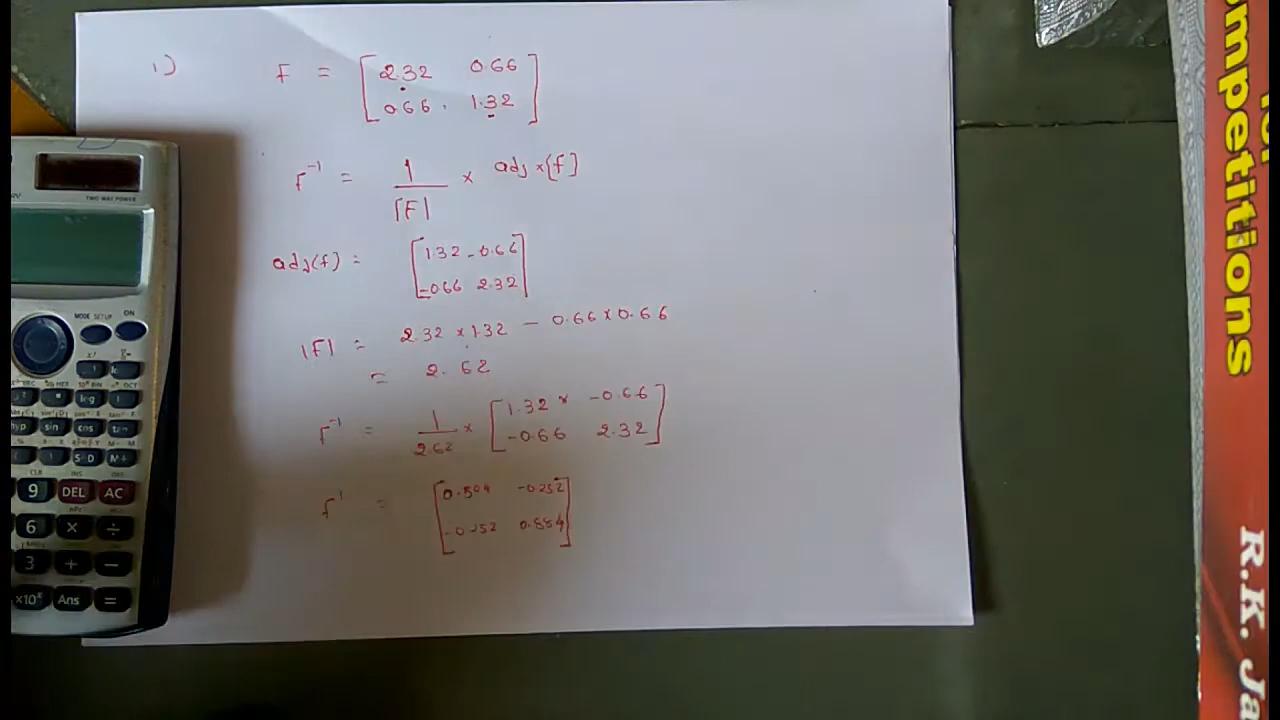 1)
F = [ 2.32 0.66
0.66 1.32 ]
F⁻¹ = 1/|F| × adj×[f]
adj(f) = [ 1.32 -0.66
-0.66 2.32 ]
|F| = 2.32 × 1.32 - 0.66 × 0.66
= 2.62
F⁻¹ = 1/2.62 × [ 1.32 × -0.66
-0.66 2.32 ]
F⁻¹ = [ 0.504 -0.252
-0.252 0.884 ]
TWO WAY POWER
MODE SETUP ON
log
hyp sin cos tan
M+
9 DEL AC
6 × ÷
3 + −
×10ˣ Ans =
ompetitions
R.K. Ja